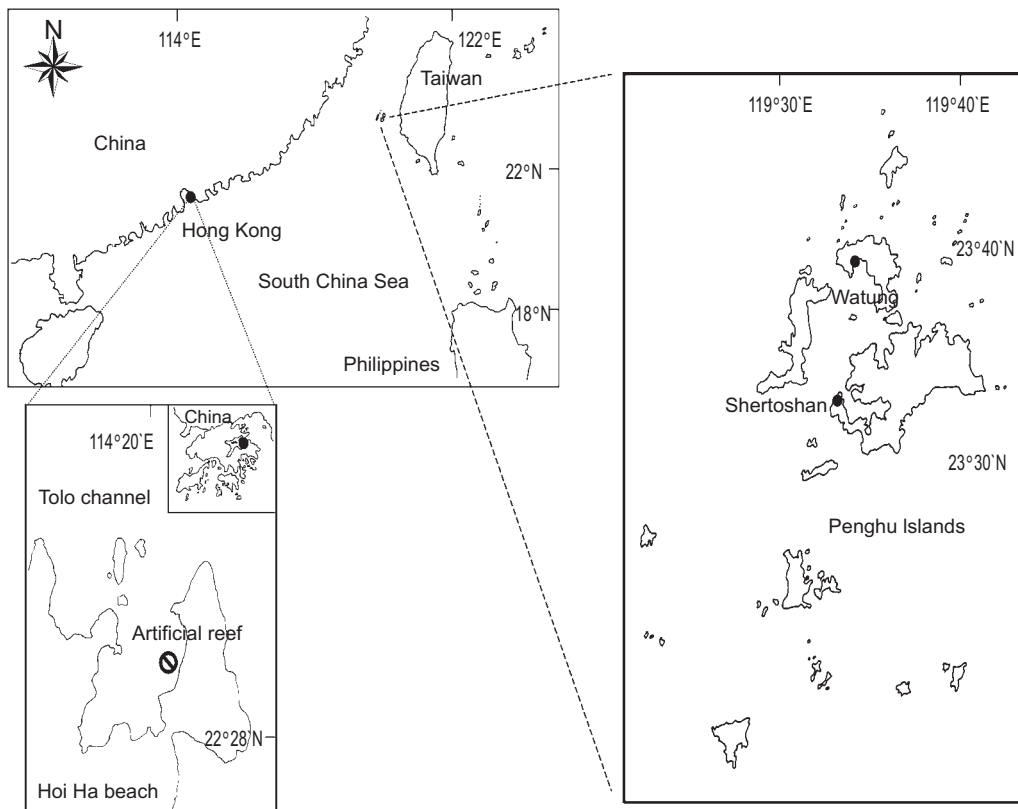 N
114°E
122°E
Taiwan
China
22°N
Hong Kong
South China Sea
18°N
Philippines
119°30`E
119°40`E
23°40`N
Watung
Shertoshan
23°30`N
Penghu Islands
China
114°20`E
Tolo channel
Artificial reef
22°28`N
Hoi Ha beach